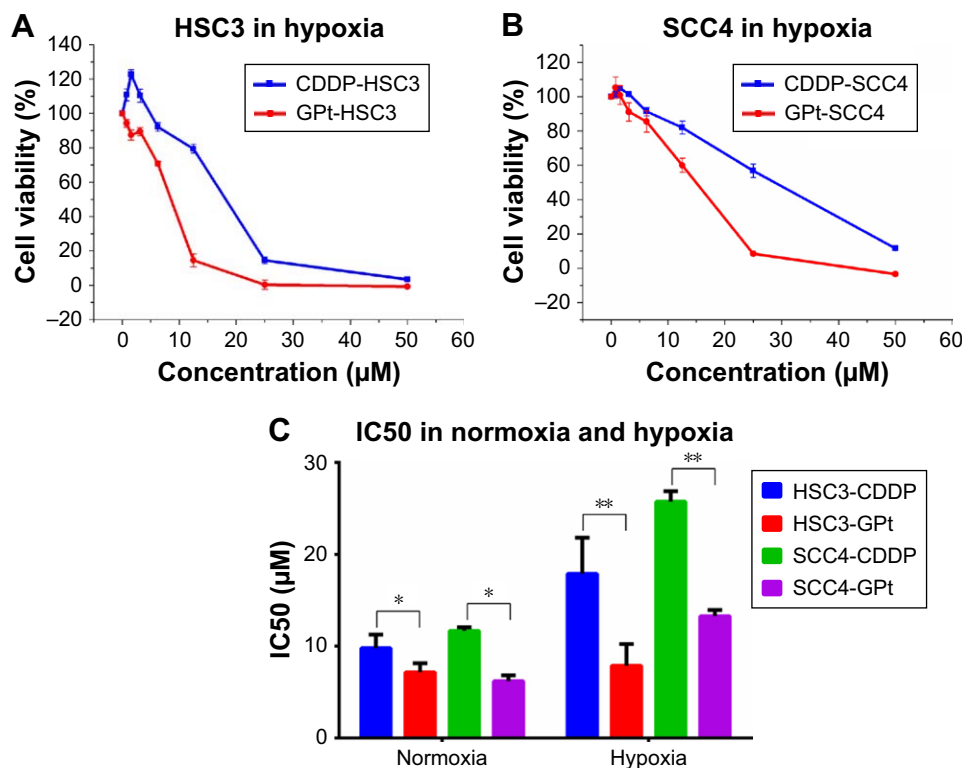 A
HSC3 in hypoxia
Cell viability (%)
140
120
100
80
60
40
20
0
–20
CDDP-HSC3
GPt-HSC3
0 10 20 30 40 50 60
Concentration (µM)
B
SCC4 in hypoxia
Cell viability (%)
120
100
80
60
40
20
0
–20
CDDP-SCC4
GPt-SCC4
0 10 20 30 40 50 60
Concentration (µM)
C
IC50 in normoxia and hypoxia
IC50 (µM)
30
20
10
0
* * ** **
Normoxia Hypoxia
HSC3-CDDP
HSC3-GPt
SCC4-CDDP
SCC4-GPt